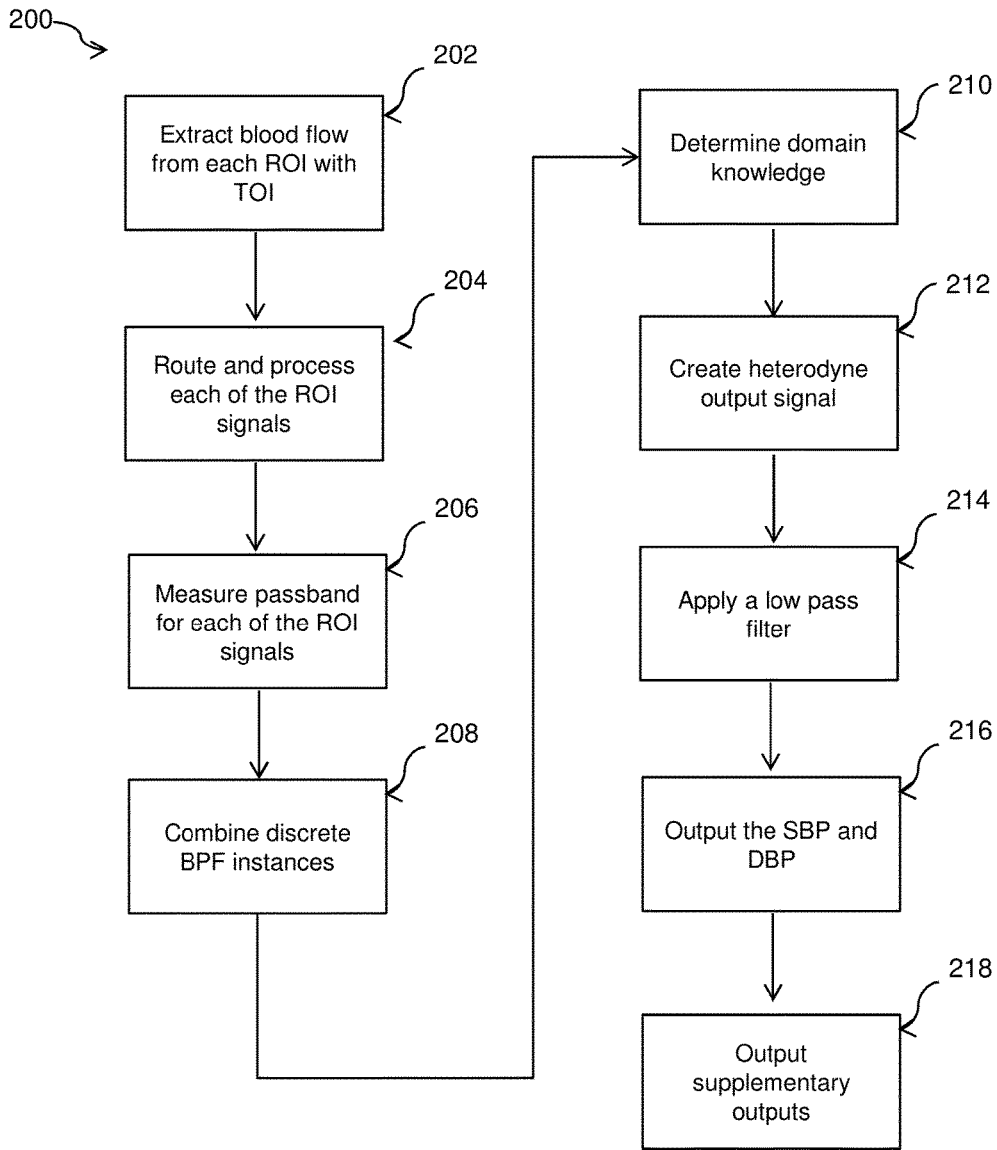 200
202
Extract blood flow
from each ROI with
TOI
204
Route and process
each of the ROI
signals
206
Measure passband
for each of the ROI
signals
208
Combine discrete
BPF instances
210
Determine domain
knowledge
212
Create heterodyne
output signal
214
Apply a low pass
filter
216
Output the SBP and
DBP
218
Output
supplementary
outputs